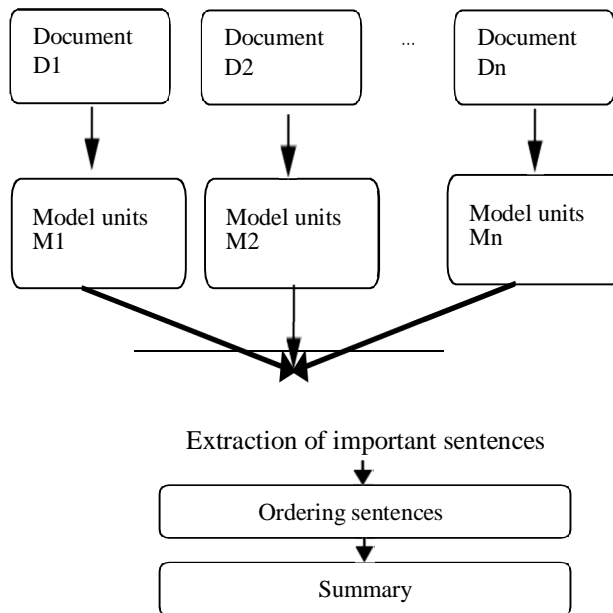 Document
D1
Document
D2
...
Document
Dn
Model units
M1
Model units
M2
Model units
Mn
Extraction of important sentences
Ordering sentences
Summary